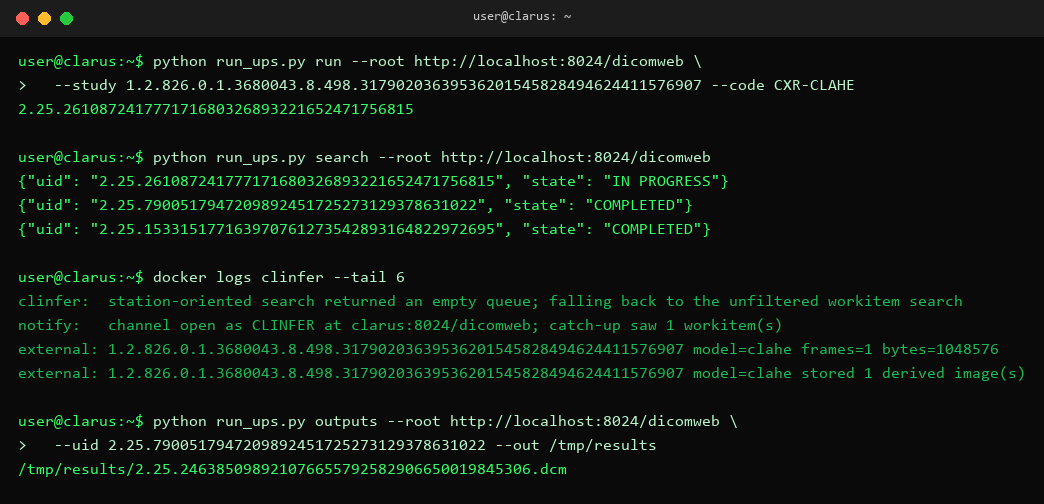 user@clarus: ~
user@clarus:~$ python run_ups.py run --root http://localhost:8024/dicomweb \
>   --study 1.2.826.0.1.3680043.8.498.31790203639536201545828494624411576907 --code CXR-CLAHE
2.25.261087241777171680326893221652471756815
user@clarus:~$ python run_ups.py search --root http://localhost:8024/dicomweb
{"uid": "2.25.261087241777171680326893221652471756815", "state": "IN PROGRESS"}
{"uid": "2.25.79005179472098924517252731293786​31022", "state": "COMPLETED"}
{"uid": "2.25.153315177163970761273542893164822972695", "state": "COMPLETED"}
user@clarus:~$ docker logs clinfer --tail 6
clinfer:  station-oriented search returned an empty queue; falling back to the unfiltered workitem search
notify:   channel open as CLINFER at clarus:8024/dicomweb; catch-up saw 1 workitem(s)
external: 1.2.826.0.1.3680043.8.498.31790203639536201545828494624411576907 model=clahe frames=1 bytes=1048576
external: 1.2.826.0.1.3680043.8.498.31790203639536201545828494624411576907 model=clahe stored 1 derived image(s)
user@clarus:~$ python run_ups.py outputs --root http://localhost:8024/dicomweb \
>   --uid 2.25.79005179472098924517252731293​78631022 --out /tmp/results
/tmp/results/2.25.246385098921076655792582906650019845306.dcm